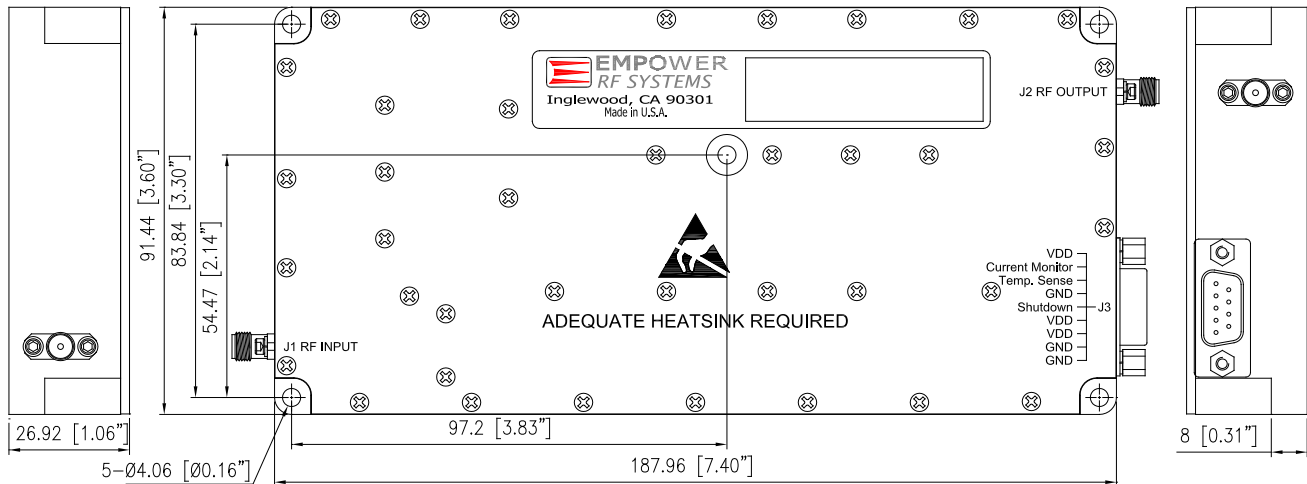 EMPOWER
RF SYSTEMS
Inglewood, CA 90301
Made in U.S.A.
J2 RF OUTPUT
91.44 [3.60"]
83.84 [3.30"]
54.47 [2.14"]
VDD
Current Monitor
Temp. Sense
GND
Shutdown
J3
VDD
VDD
GND
GND
ADEQUATE HEATSINK REQUIRED
J1 RF INPUT
26.92 [1.06"]
97.2 [3.83"]
8 [0.31"]
5-Ø4.06 [Ø0.16"]
187.96 [7.40"]